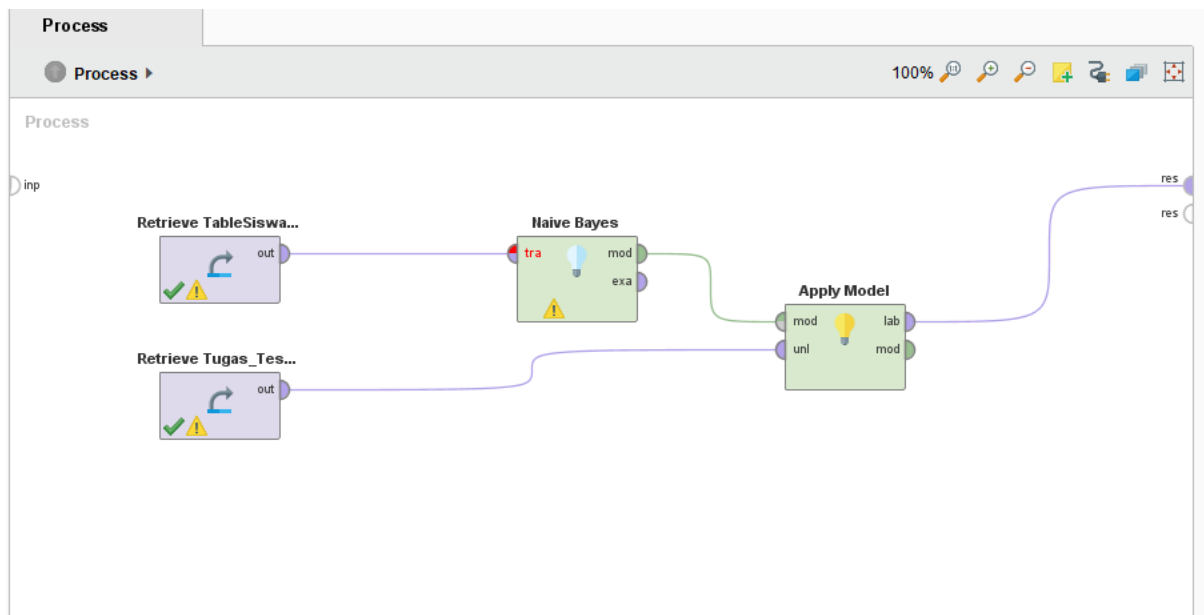 Process
Process
100%
Process
inp
res
res
Retrieve TableSiswa...
out
Naive Bayes
tra
mod
exa
Apply Model
mod
lab
unl
mod
Retrieve Tugas_Tes...
out